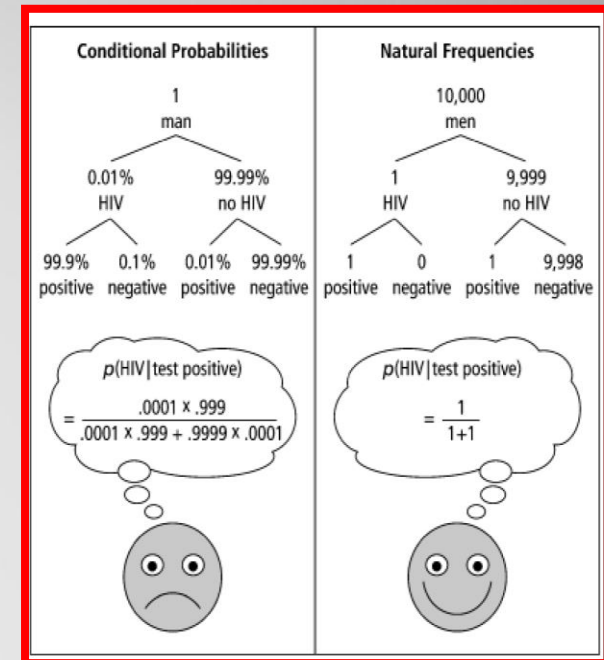 Conditional Probabilities
1
man
0.01% 99.99%
HIV no HIV
99.9% 0.1% 0.01% 99.99%
positive negative positive negative
p(HIV|test positive)
= .0001 x .999
.0001 x .999 + .9999 x .0001
Natural Frequencies
10,000
men
1 9,999
HIV no HIV
1 0 1 9,998
positive negative positive negative
p(HIV|test positive)
= 1
1+1